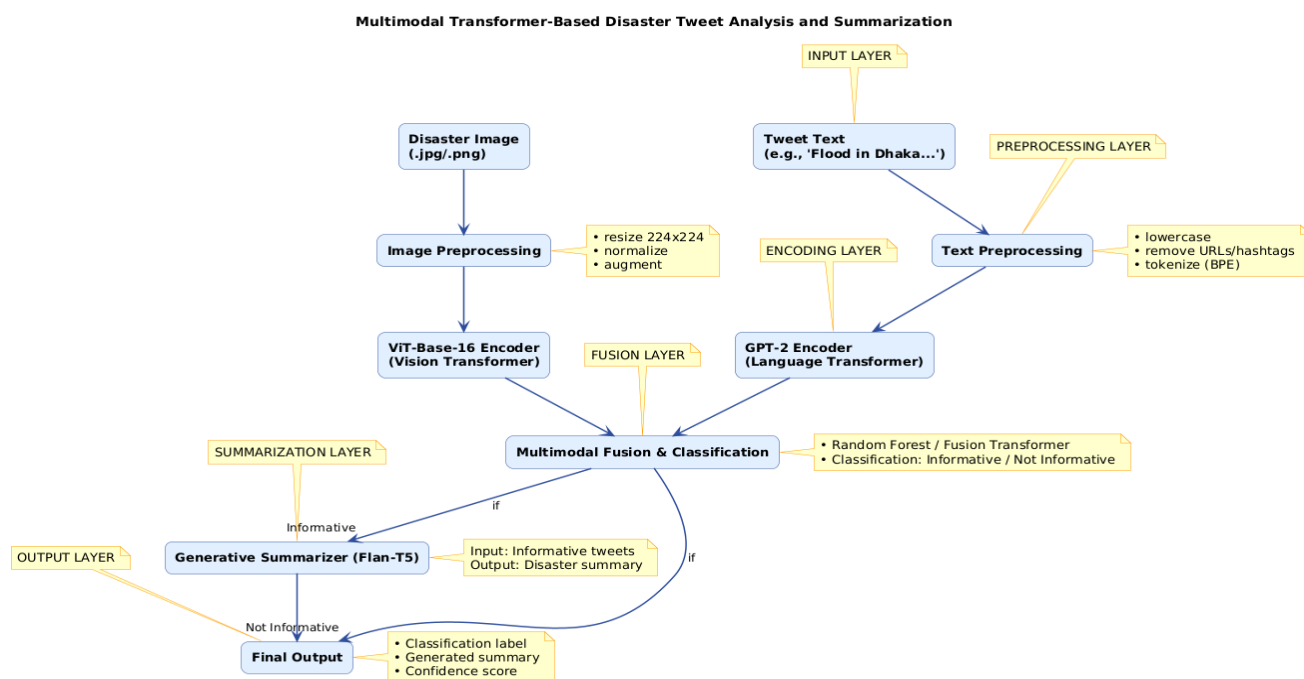 Multimodal Transformer-Based Disaster Tweet Analysis and Summarization
INPUT LAYER
Disaster Image
(.jpg/.png)
Tweet Text
(e.g., 'Flood in Dhaka...')
PREPROCESSING LAYER
Image Preprocessing
• resize 224x224
• normalize
• augment
ENCODING LAYER
Text Preprocessing
• lowercase
• remove URLs/hashtags
• tokenize (BPE)
ViT-Base-16 Encoder
(Vision Transformer)
FUSION LAYER
GPT-2 Encoder
(Language Transformer)
SUMMARIZATION LAYER
Multimodal Fusion & Classification
• Random Forest / Fusion Transformer
• Classification: Informative / Not Informative
if
Informative
OUTPUT LAYER
Generative Summarizer (Flan-T5)
Input: Informative tweets
Output: Disaster summary
if
Not Informative
Final Output
• Classification label
• Generated summary
• Confidence score